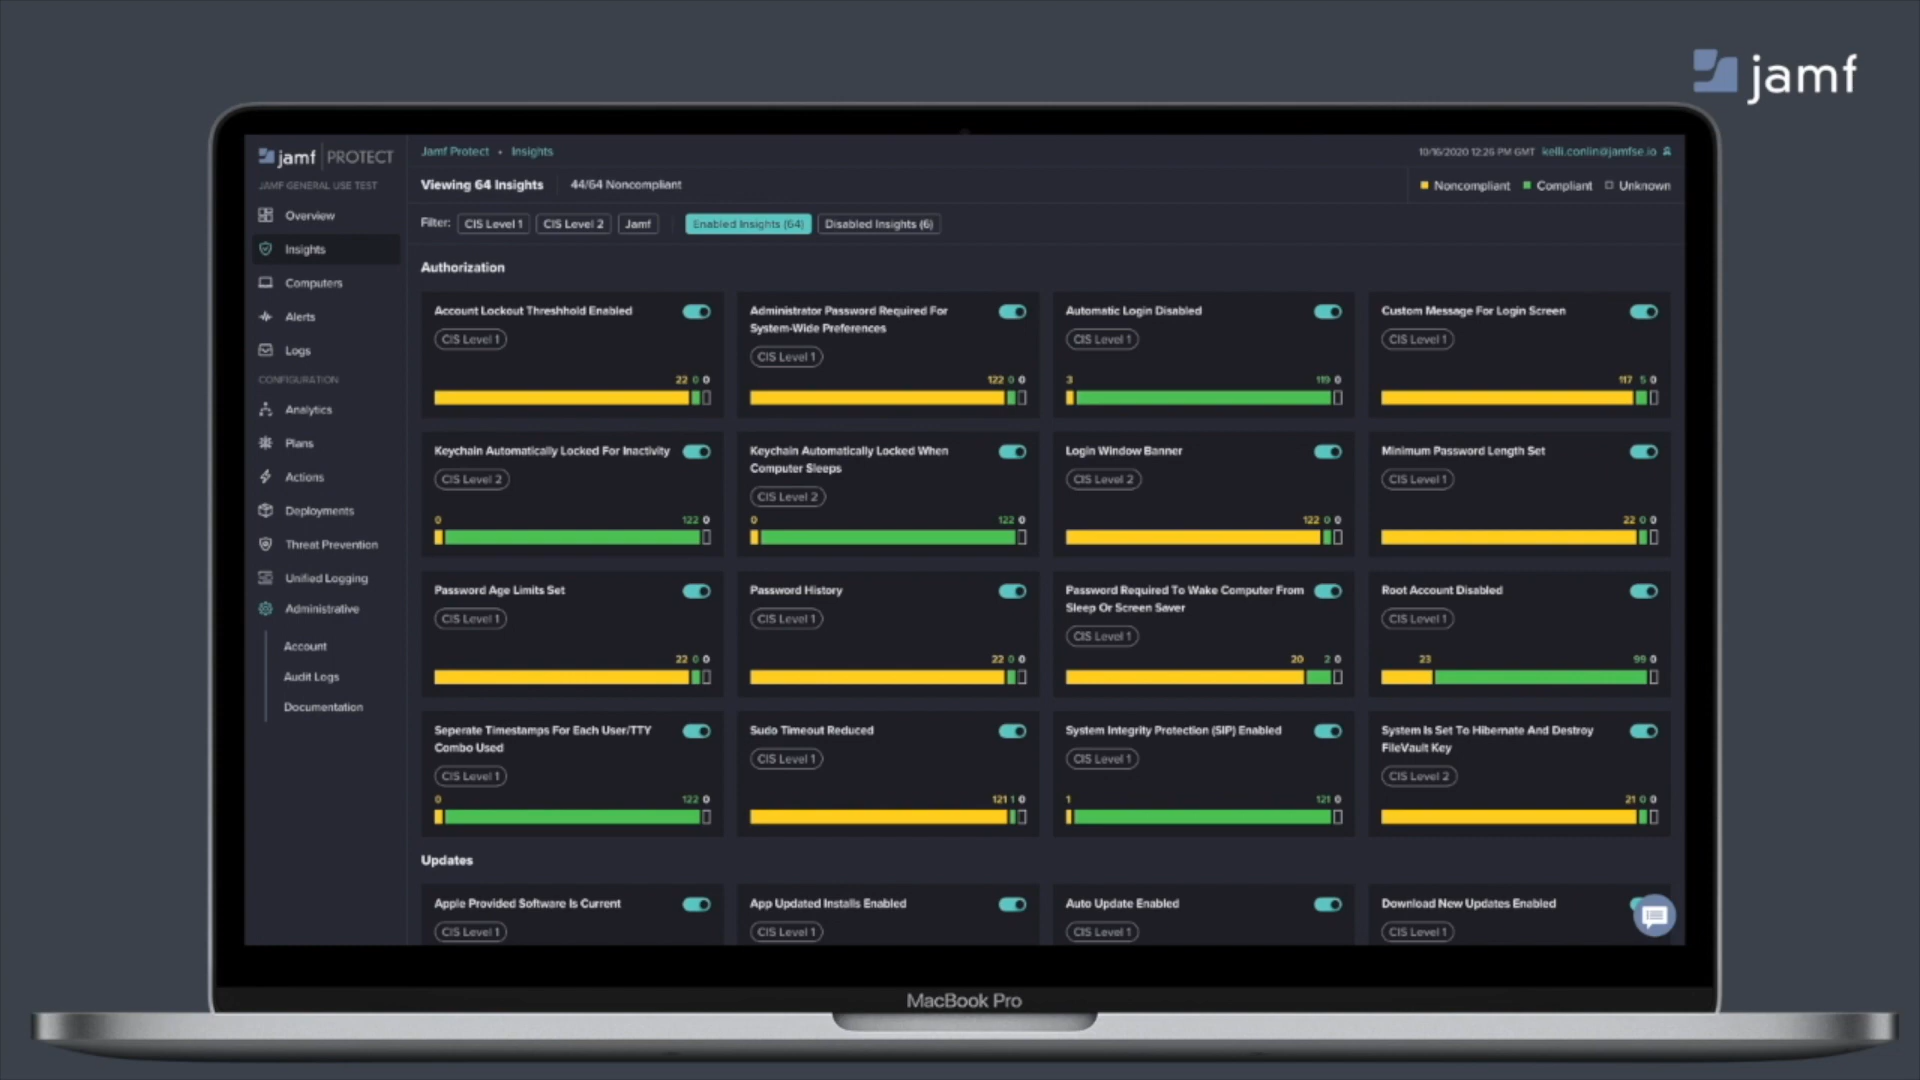 jamf
jamf PROTECT
JAMF GENERAL USE TEST
Overview
Insights
Computers
Alerts
Logs
CONFIGURATION
Analytics
Plans
Actions
Deployments
Threat Prevention
Unified Logging
Administrative
Account
Audit Logs
Documentation
Jamf Protect • Insights
10/16/2020 12:26 PM GMT kelli.conlin@jamfse.io
Viewing 64 Insights 44/64 Noncompliant
Noncompliant Compliant Unknown
Filter: CIS Level 1 CIS Level 2 Jamf Enabled Insights (64) Disabled Insights (6)
Authorization
Account Lockout Threshhold Enabled
CIS Level 1
22 0 0
Administrator Password Required For
System-Wide Preferences
CIS Level 1
122 0 0
Automatic Login Disabled
CIS Level 1
3 119 0
Custom Message For Login Screen
CIS Level 1
117 5 0
Keychain Automatically Locked For Inactivity
CIS Level 2
0 122 0
Keychain Automatically Locked When
Computer Sleeps
CIS Level 2
0 122 0
Login Window Banner
CIS Level 2
122 0 0
Minimum Password Length Set
CIS Level 1
22 0 0
Password Age Limits Set
CIS Level 1
22 0 0
Password History
CIS Level 1
22 0 0
Password Required To Wake Computer From
Sleep Or Screen Saver
CIS Level 1
20 2 0
Root Account Disabled
CIS Level 1
23 99 0
Seperate Timestamps For Each User/TTY
Combo Used
CIS Level 1
0 122 0
Sudo Timeout Reduced
CIS Level 1
121 1 0
System Integrity Protection (SIP) Enabled
CIS Level 1
1 121 0
System Is Set To Hibernate And Destroy
FileVault Key
CIS Level 2
21 0 0
Updates
Apple Provided Software Is Current
CIS Level 1
App Updated Installs Enabled
CIS Level 1
Auto Update Enabled
CIS Level 1
Download New Updates Enabled
CIS Level 1
MacBook Pro